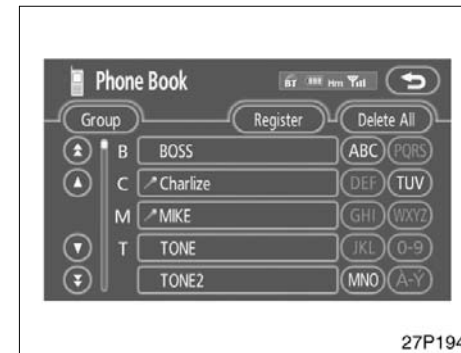 Phone Book BT Hm
Group Register Delete All
B BOSS ABC PQRS
C Charlize DEF TUV
M MIKE GHI WXYZ
T TONE JKL 0-9
TONE2 MNO À-Ý
27P194